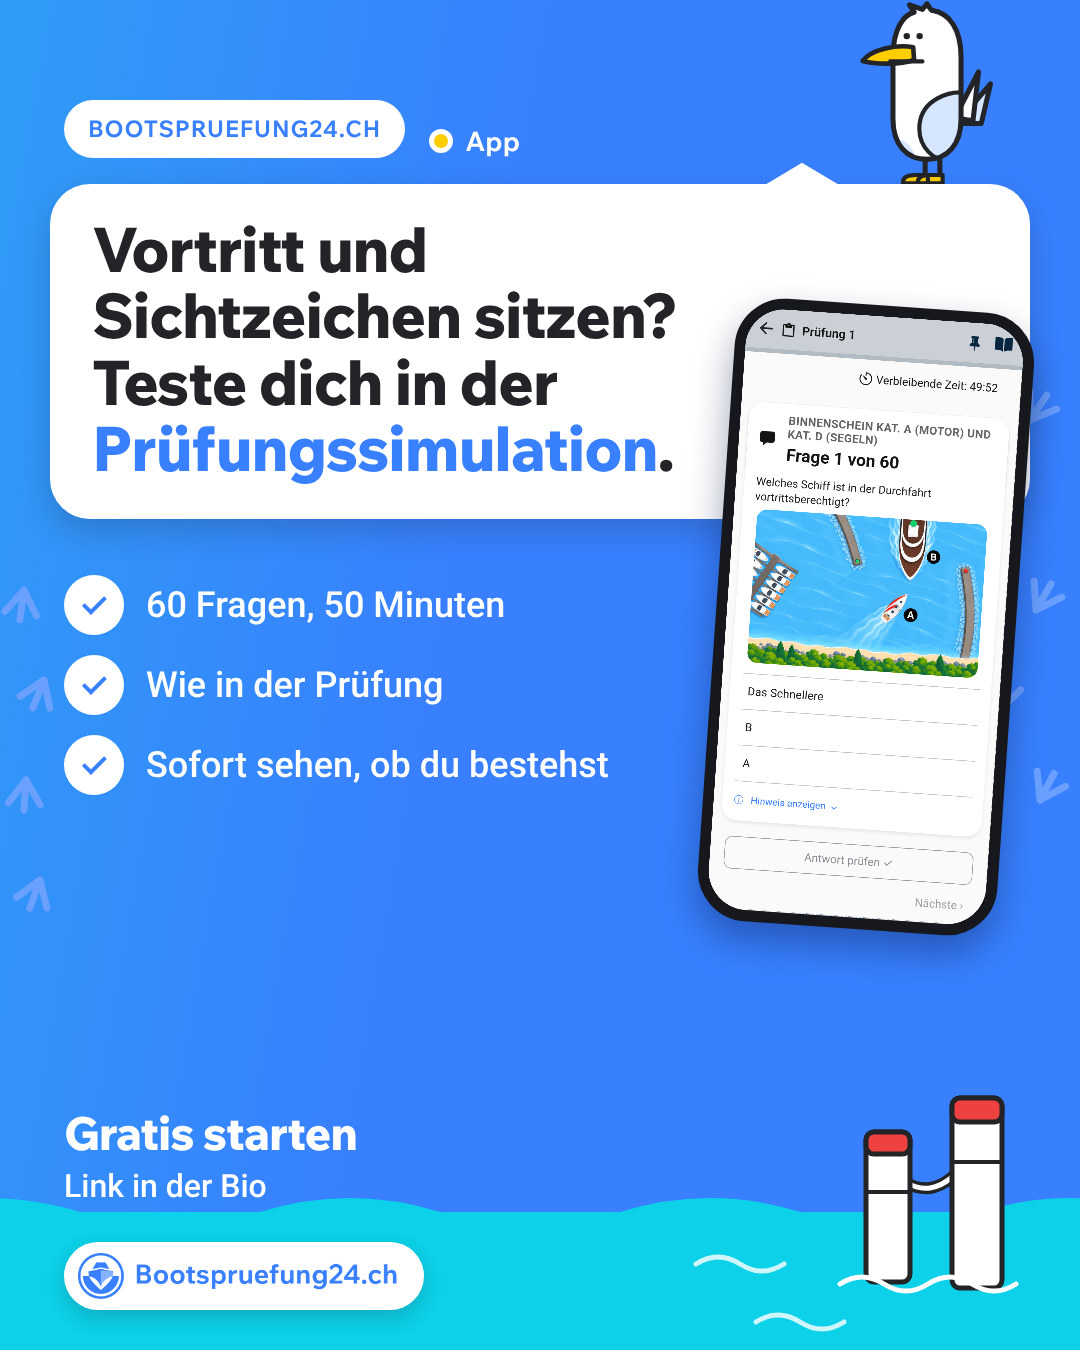 BOOTSPRUEFUNG24.CH
App
Vortritt und
Sichtzeichen sitzen?
Teste dich in der
Prüfungssimulation.
Prüfung 1
Verbleibende Zeit: 49:52
BINNENSCHEIN KAT. A (MOTOR) UND
KAT. D (SEGELN)
Frage 1 von 60
Welches Schiff ist in der Durchfahrt
vortrittsberechtigt?
B
A
Das Schnellere
B
A
Hinweis anzeigen
Antwort prüfen
Nächste ›
60 Fragen, 50 Minuten
Wie in der Prüfung
Sofort sehen, ob du bestehst
Gratis starten
Link in der Bio
Bootspruefung24.ch